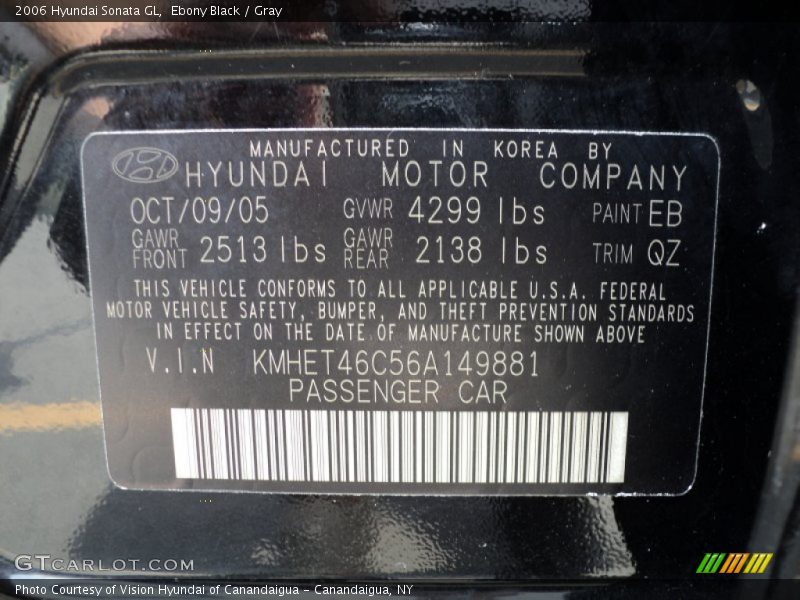 2006 Hyundai Sonata GL, Ebony Black / Gray
MANUFACTURED IN KOREA BY
HYUNDAI MOTOR COMPANY
OCT/09/05 GVWR 4299 lbs PAINT EB
GAWR FRONT 2513 lbs GAWR REAR 2138 lbs TRIM QZ
THIS VEHICLE CONFORMS TO ALL APPLICABLE U.S.A. FEDERAL
MOTOR VEHICLE SAFETY, BUMPER, AND THEFT PREVENTION STANDARDS
IN EFFECT ON THE DATE OF MANUFACTURE SHOWN ABOVE
V.I.N KMHET46C56A149881
PASSENGER CAR
GTCARLOT.COM
Photo Courtesy of Vision Hyundai of Canandaigua - Canandaigua, NY